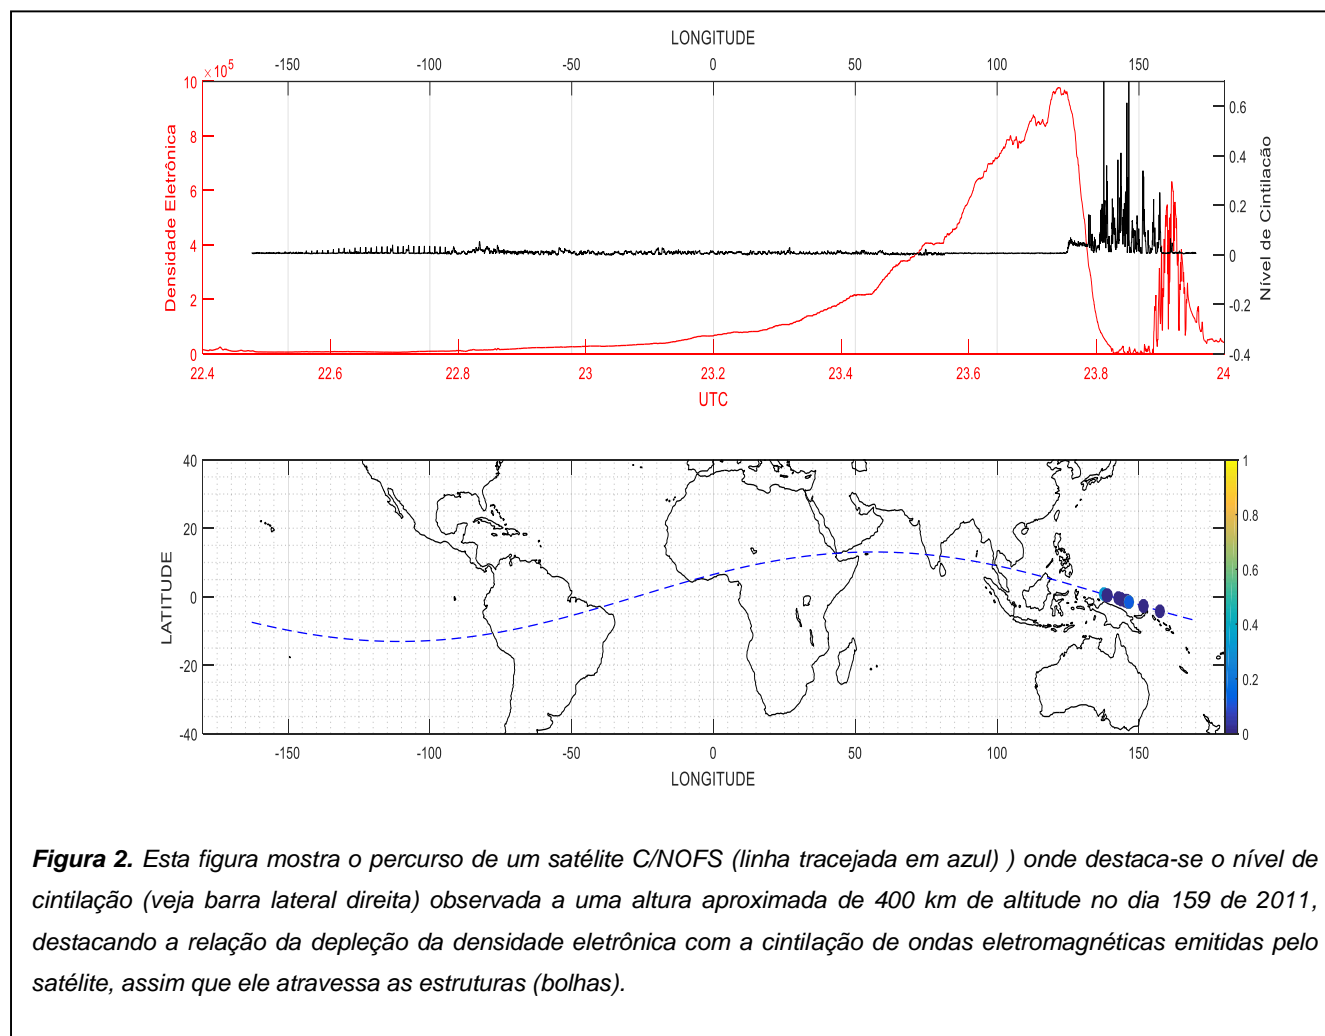 LONGITUDE
-150 -100 -50 0 50 100 150
× 10^5
10
8
6
4
2
0
Densidade Eletrônica
0.6
0.4
0.2
0
-0.2
-0.4
Nível de Cintilacão
22.4 22.6 22.8 23 23.2 23.4 23.6 23.8 24
UTC
40
20
0
-20
-40
LATITUDE
1
0.8
0.6
0.4
0.2
0
-150 -100 -50 0 50 100 150
LONGITUDE
Figura 2. Esta figura mostra o percurso de um satélite C/NOFS (linha tracejada em azul) ) onde destaca-se o nível de
cintilação (veja barra lateral direita) observada a uma altura aproximada de 400 km de altitude no dia 159 de 2011,
destacando a relação da depleção da densidade eletrônica com a cintilação de ondas eletromagnéticas emitidas pelo
satélite, assim que ele atravessa as estruturas (bolhas).